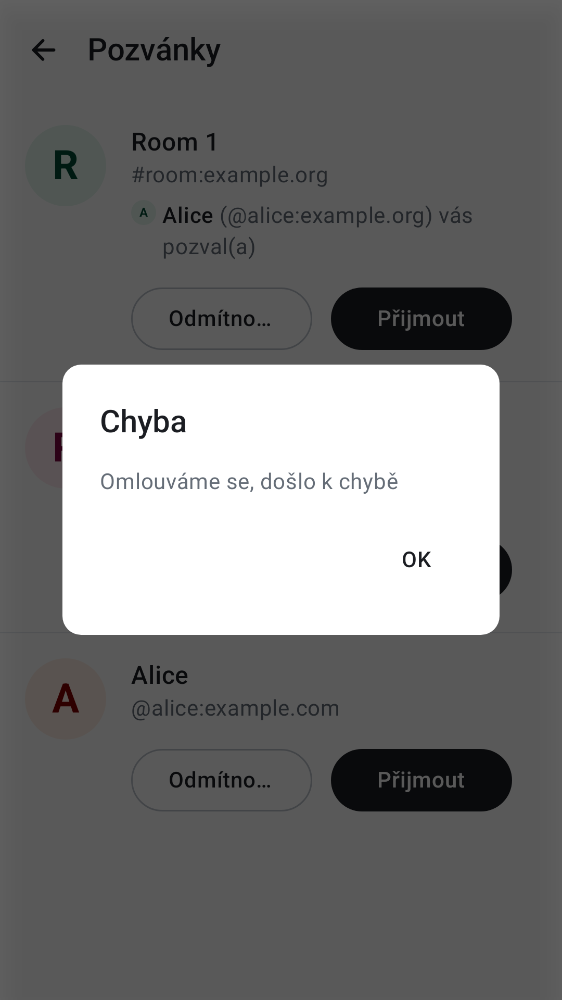 Pozvánky
R
Room 1
#room:example.org
A Alice (@alice:example.org) vás
pozval(a)
Odmítno…
Přijmout
Chyba
Omlouváme se, došlo k chybě
OK
A
Alice
@alice:example.com
Odmítno…
Přijmout